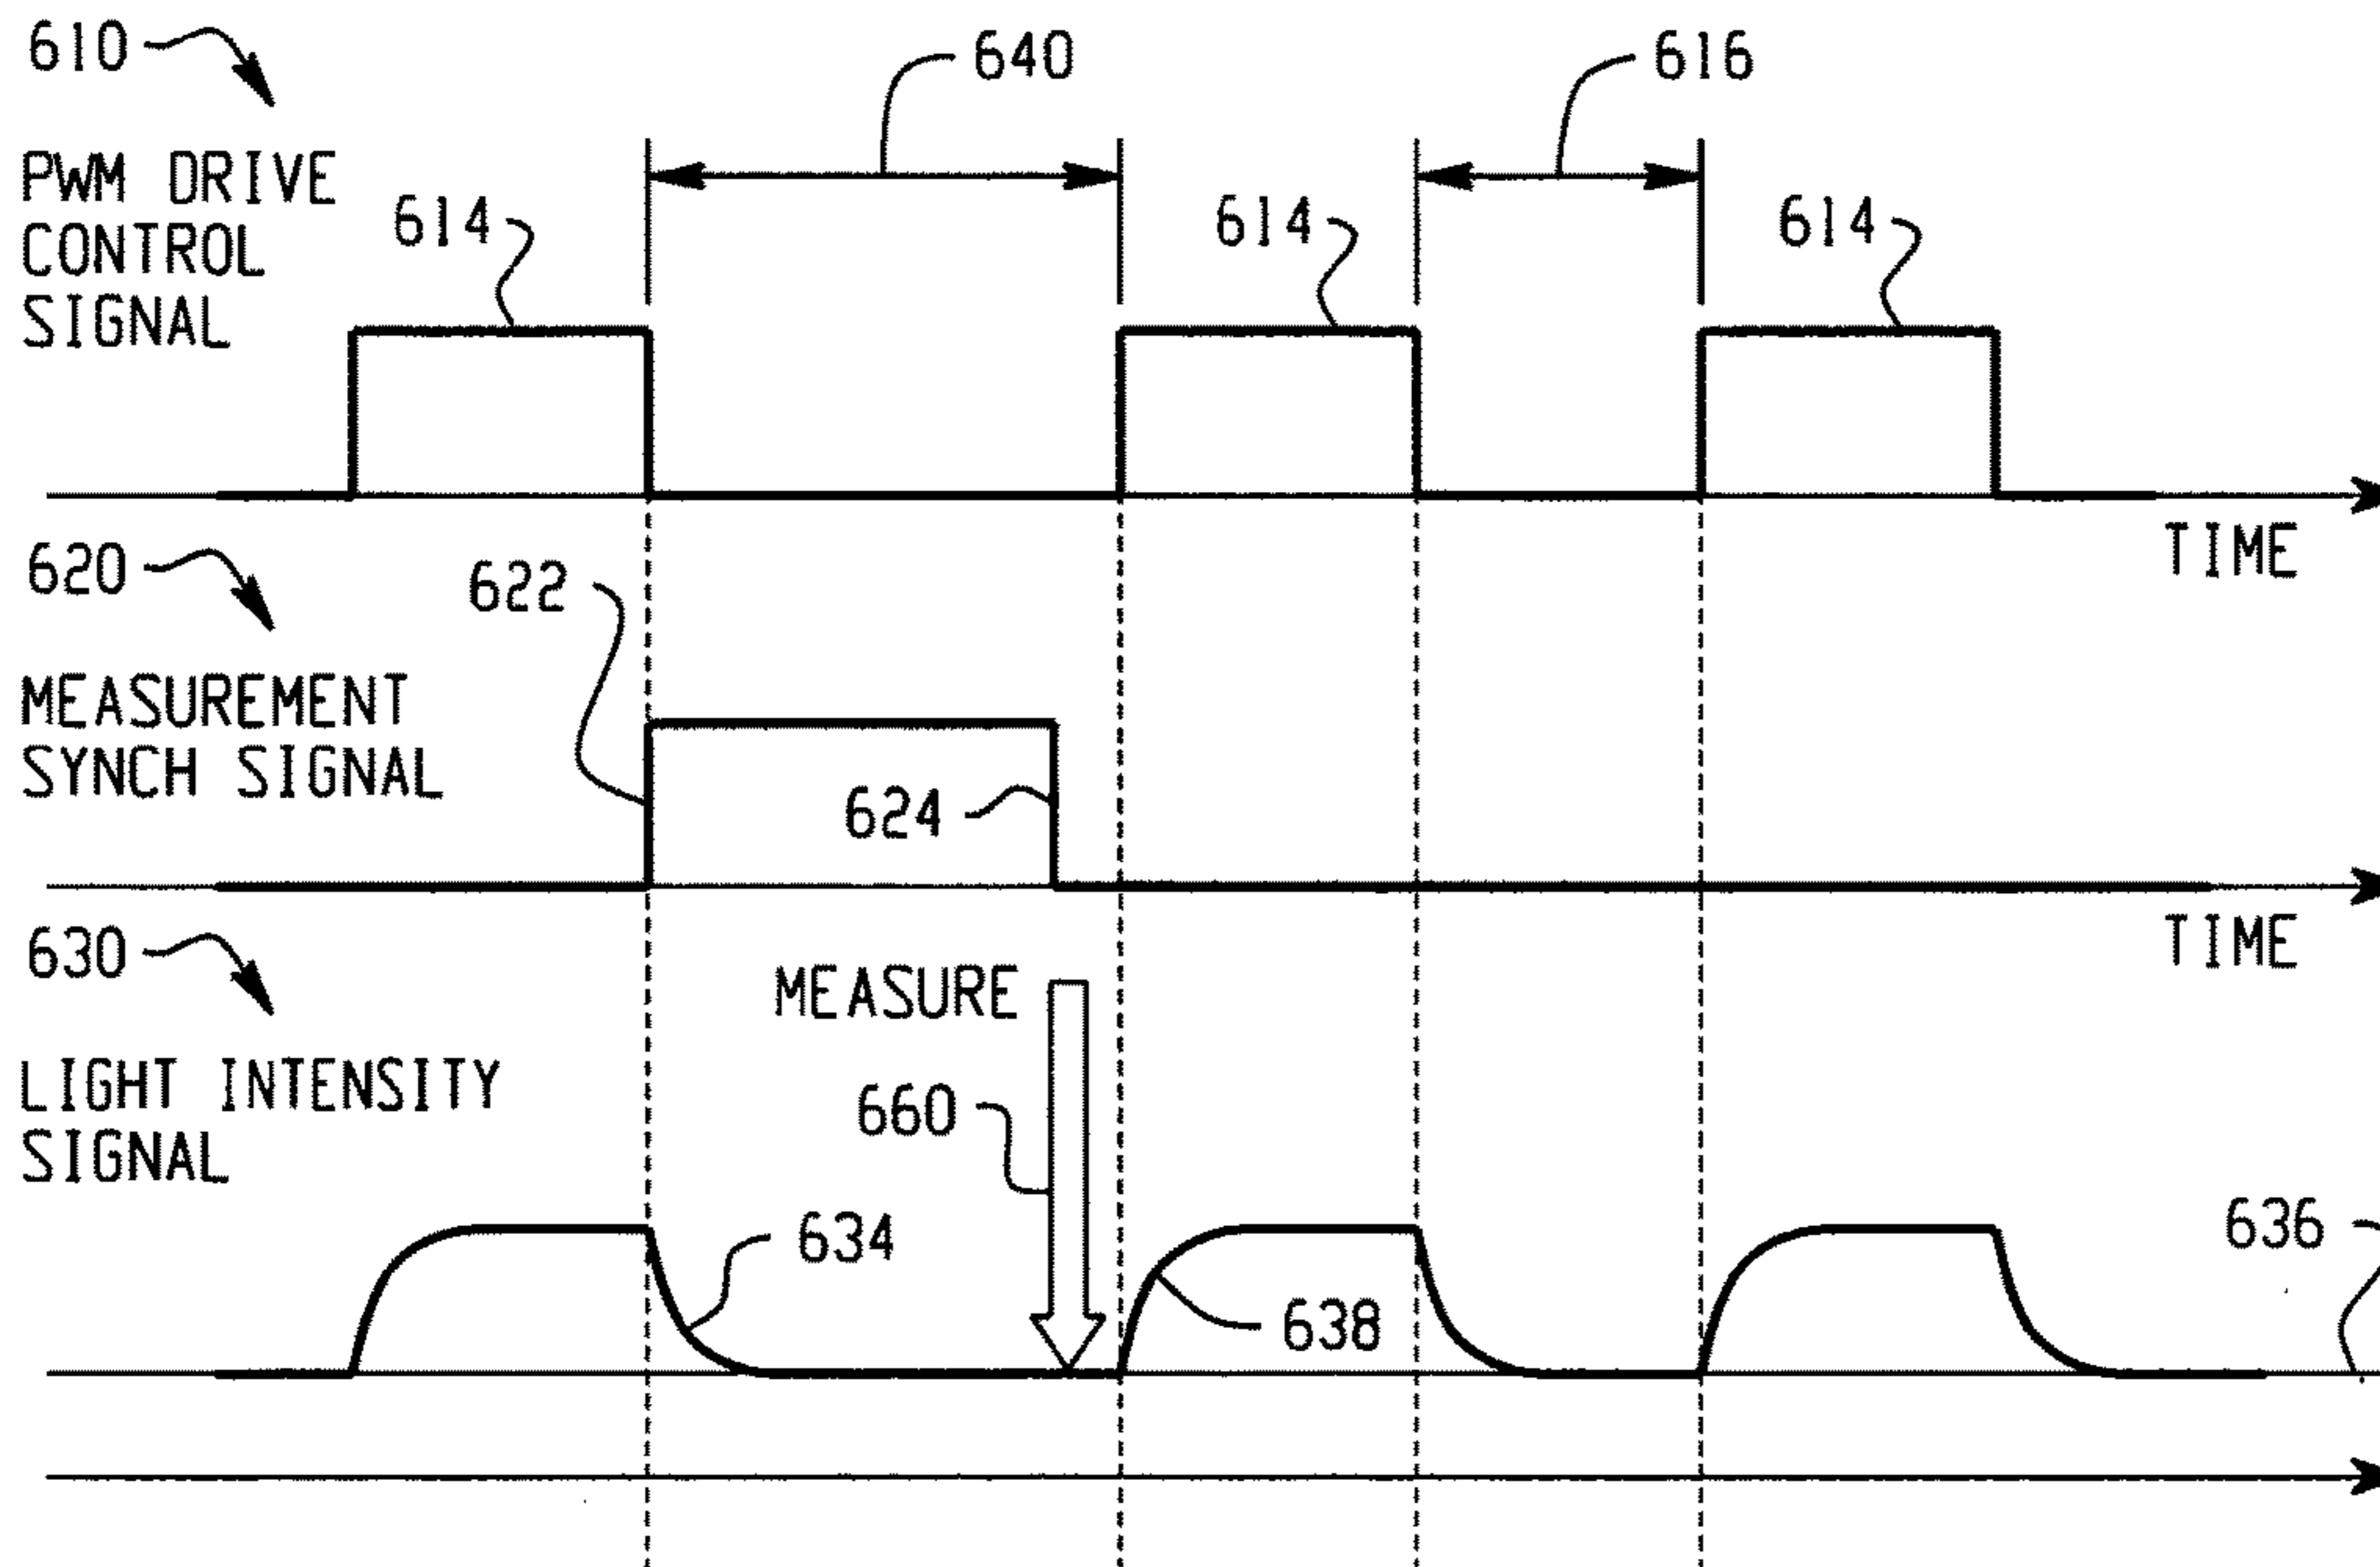 610
640
616
PWM DRIVE
CONTROL
SIGNAL
614
614
614
TIME
620
622
MEASUREMENT
SYNCH SIGNAL
624
TIME
630
MEASURE
LIGHT INTENSITY
SIGNAL
660
634
638
636